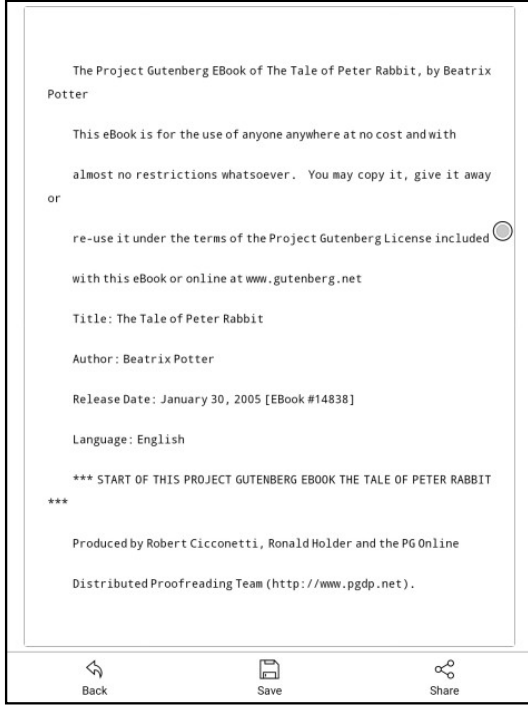 The Project Gutenberg EBook of The Tale of Peter Rabbit, by Beatrix
Potter
This eBook is for the use of anyone anywhere at no cost and with
almost no restrictions whatsoever.  You may copy it, give it away
or
re-use it under the terms of the Project Gutenberg License included
with this eBook or online at www.gutenberg.net
Title: The Tale of Peter Rabbit
Author: Beatrix Potter
Release Date: January 30, 2005 [EBook #14838]
Language: English
*** START OF THIS PROJECT GUTENBERG EBOOK THE TALE OF PETER RABBIT
***
Produced by Robert Cicconetti, Ronald Holder and the PG Online
Distributed Proofreading Team (http://www.pgdp.net).
Back Save Share